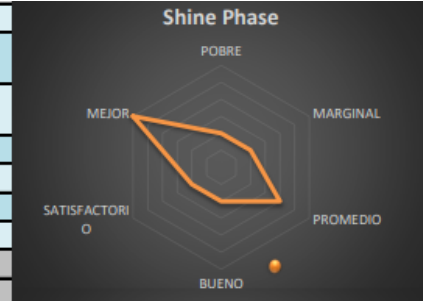 Shine Phase
POBRE
MEJOR
MARGINAL
SATISFACTORI
O
PROMEDIO
BUENO